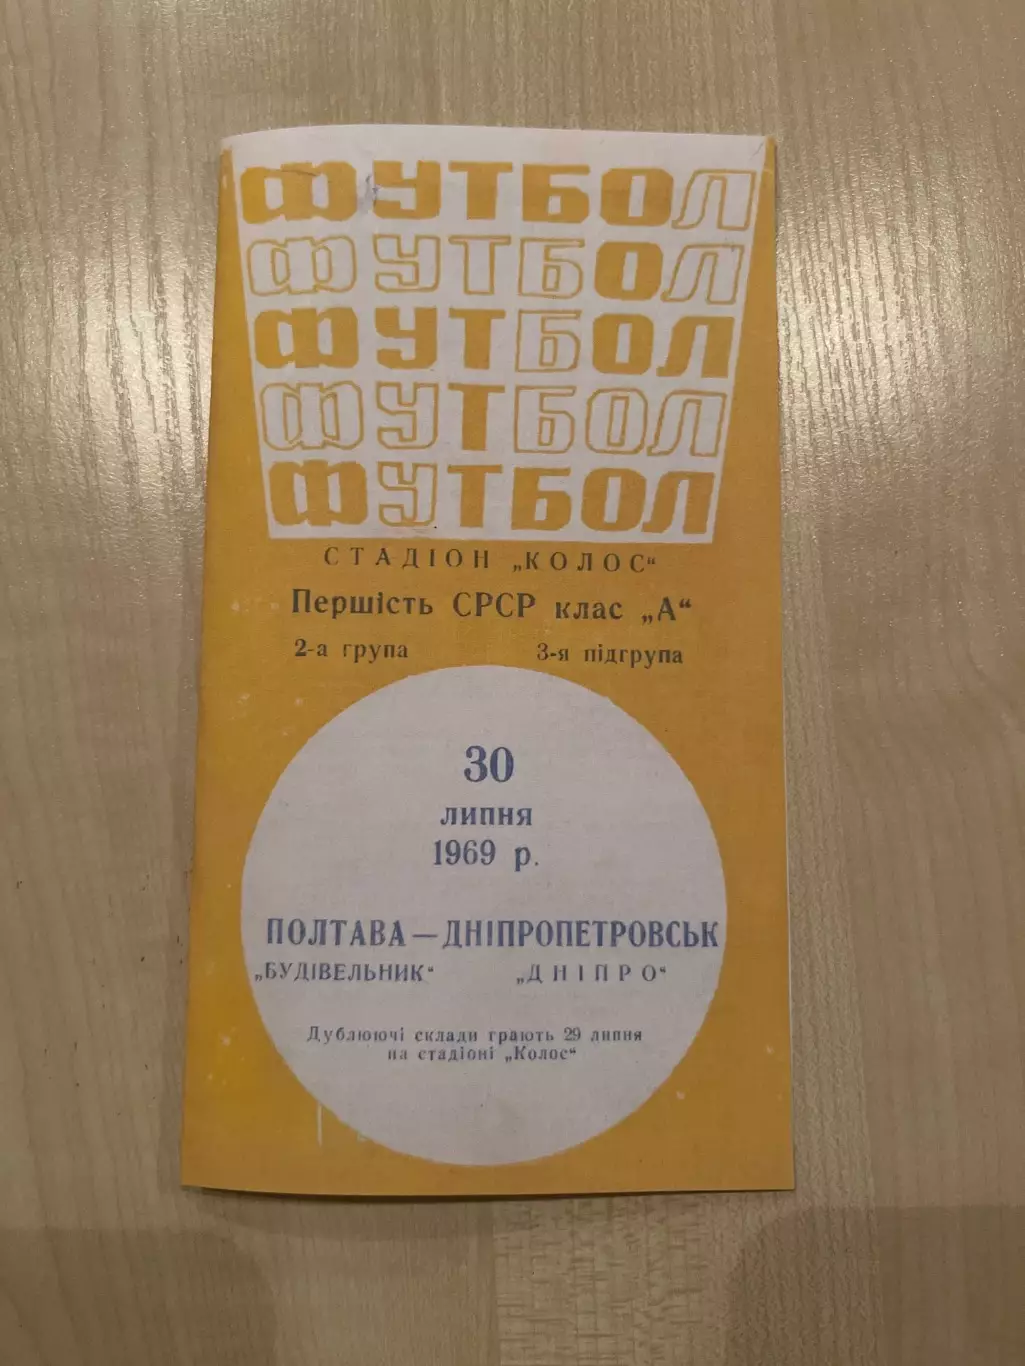 ФУТБОЛ
ФУТБОЛ
ФУТБОЛ
ФУТБОЛ
ФУТБОЛ
СТАДІОН „КОЛОС“
Першість СРСР клас „А“
2-а група 3-я підгрупа
30
липня
1969 р.
ПОЛТАВА — ДНІПРОПЕТРОВСЬК
„БУДІВЕЛЬНИК“ „ДНІПРО“
Дублюючі склади грають 29 липня
на стадіоні „Колос“